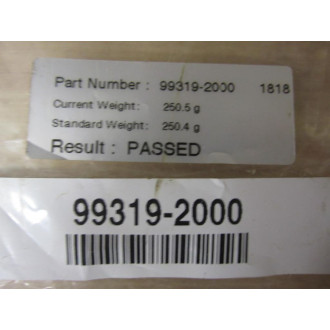 Part Number : 99319-2000 1818
Current Weight: 250.5 g
Standard Weight: 250.4 g
Result : PASSED
99319-2000